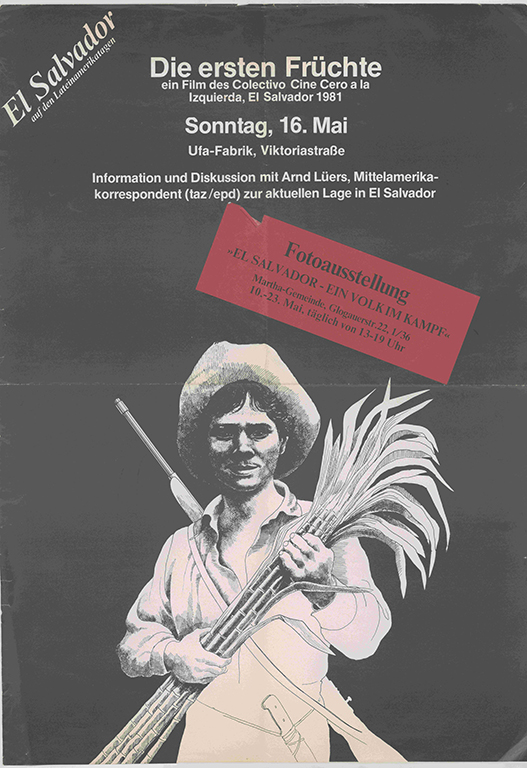 El Salvador
auf den Lateinamerikatagen
Die ersten Früchte
ein Film des Colectivo Cine Cero a la
Izquierda, El Salvador 1981
Sonntag, 16. Mai
Ufa-Fabrik, Viktoriastraße
Information und Diskussion mit Arnd Lüers, Mittelamerika-
korrespondent (taz/epd) zur aktuellen Lage in El Salvador
Fotoausstellung
»EL SALVADOR - EIN VOLK IM KAMPF«
Martha-Gemeinde, Glogauerstr.22, 1/36
10.-23. Mai, täglich von 13-19 Uhr